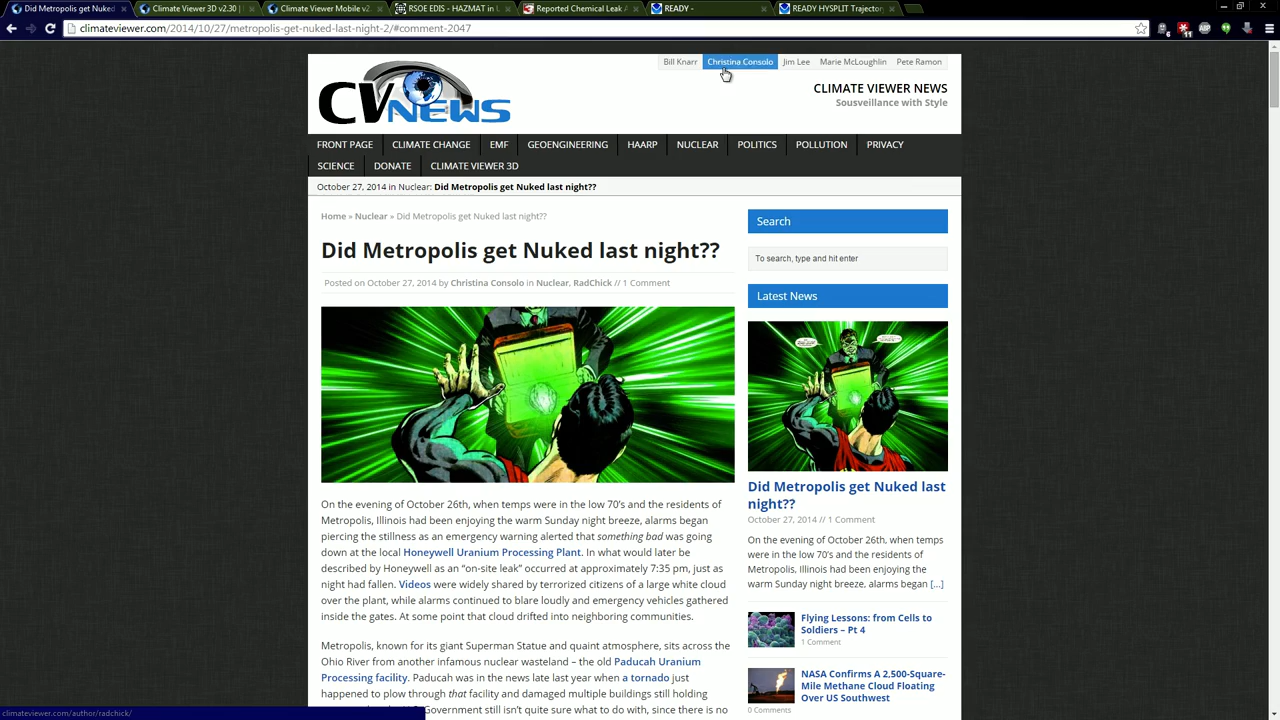 Did Metropolis get Nuked
Climate Viewer 3D v2.30 |
Climate Viewer Mobile v2.
RSOE EDIS - HAZMAT in U
Reported Chemical Leak A
READY -
READY HYSPLIT Trajector
climateviewer.com/2014/10/27/metropolis-get-nuked-last-night-2/#comment-2047
Bill Knarr Christina Consolo Jim Lee Marie McLoughlin Pete Ramon
CV NEWS
CLIMATE VIEWER NEWS
Sousveillance with Style
FRONT PAGE CLIMATE CHANGE EMF GEOENGINEERING HAARP NUCLEAR POLITICS POLLUTION PRIVACY
SCIENCE DONATE CLIMATE VIEWER 3D
October 27, 2014 in Nuclear: Did Metropolis get Nuked last night??
Home » Nuclear » Did Metropolis get Nuked last night??
Did Metropolis get Nuked last night??
Posted on October 27, 2014 by Christina Consolo in Nuclear, RadChick // 1 Comment
On the evening of October 26th, when temps were in the low 70's and the residents of
Metropolis, Illinois had been enjoying the warm Sunday night breeze, alarms began
piercing the stillness as an emergency warning alerted that something bad was going
down at the local Honeywell Uranium Processing Plant. In what would later be
described by Honeywell as an “on-site leak” occurred at approximately 7:35 pm, just as
night had fallen. Videos were widely shared by terrorized citizens of a large white cloud
over the plant, while alarms continued to blare loudly and emergency vehicles gathered
inside the gates. At some point that cloud drifted into neighboring communities.
Metropolis, known for its giant Superman Statue and quaint atmosphere, sits across the
Ohio River from another infamous nuclear wasteland – the old Paducah Uranium
Processing facility. Paducah was in the news late last year when a tornado just
happened to plow through that facility and damaged multiple buildings still holding
Government still isn't quite sure what to do with, since there is no
Search
To search, type and hit enter
Latest News
Did Metropolis get Nuked last
night??
October 27, 2014 // 1 Comment
On the evening of October 26th, when temps
were in the low 70's and the residents of
Metropolis, Illinois had been enjoying the
warm Sunday night breeze, alarms began [...]
Flying Lessons: from Cells to
Soldiers – Pt 4
1 Comment
NASA Confirms A 2,500-Square-
Mile Methane Cloud Floating
Over US Southwest
0 Comments
climateviewer.com/author/radchick/